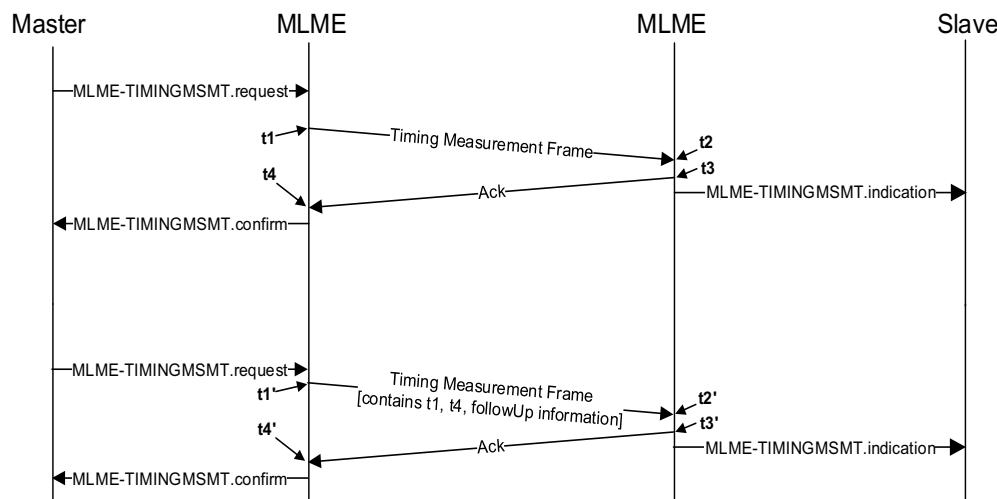 Master MLME MLME Slave
MLME-TIMINGMSMT.request
t1 Timing Measurement Frame t2
t4 Ack t3
MLME-TIMINGMSMT.indication
MLME-TIMINGMSMT.confirm
MLME-TIMINGMSMT.request
t1' Timing Measurement Frame
[contains t1, t4, followUp information] t2'
t4' Ack t3'
MLME-TIMINGMSMT.indication
MLME-TIMINGMSMT.confirm